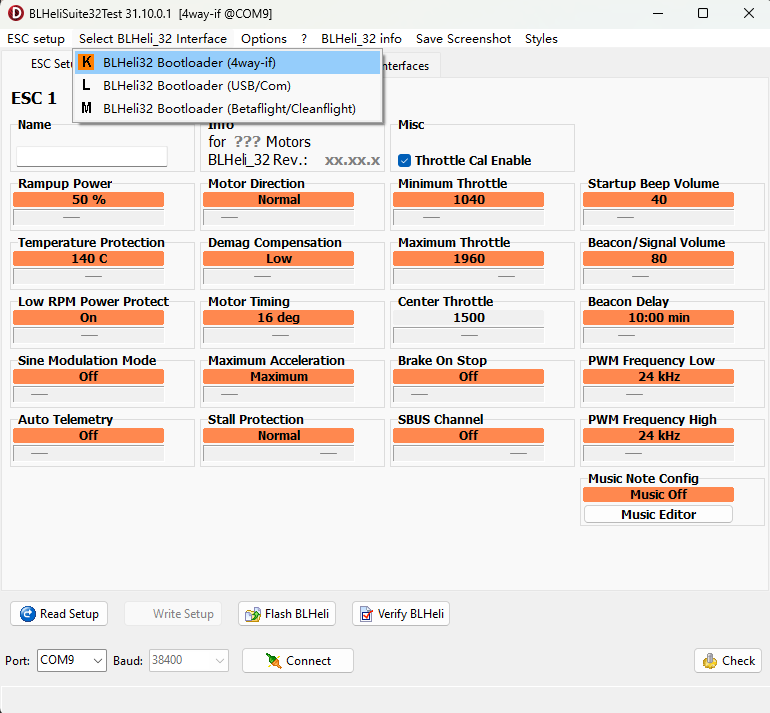 BLHeliSuite32Test 31.10.0.1 [4way-if @COM9]
ESC setup Select BLHeli_32 Interface Options ? BLHeli_32 info Save Screenshot Styles
K BLHeli32 Bootloader (4way-if)
L BLHeli32 Bootloader (USB/Com)
M BLHeli32 Bootloader (Betaflight/Cleanflight)
ESC Setu
nterfaces
ESC 1
Name
Info
for ??? Motors
BLHeli_32 Rev.: xx.xx.x
Misc
Throttle Cal Enable
Rampup Power Motor Direction Minimum Throttle Startup Beep Volume
50 % Normal 1040 40
Temperature Protection Demag Compensation Maximum Throttle Beacon/Signal Volume
140 C Low 1960 80
Low RPM Power Protect Motor Timing Center Throttle Beacon Delay
On 16 deg 1500 10:00 min
Sine Modulation Mode Maximum Acceleration Brake On Stop PWM Frequency Low
Off Maximum Off 24 kHz
Auto Telemetry Stall Protection SBUS Channel PWM Frequency High
Off Normal Off 24 kHz
Music Note Config
Music Off
Music Editor
Read Setup Write Setup Flash BLHeli Verify BLHeli
Port: COM9 Baud: 38400 Connect Check